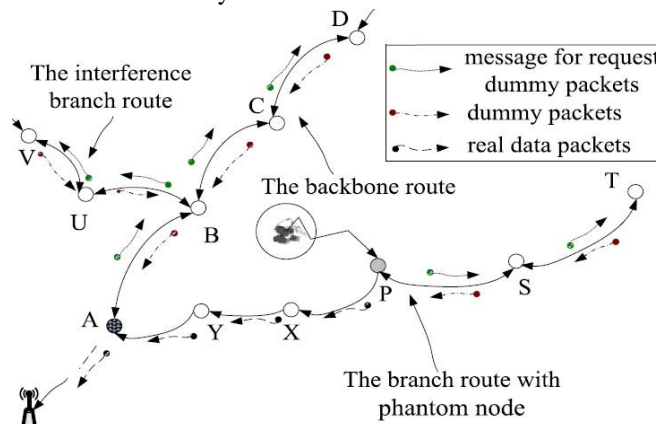 D
message for request
dummy packets
dummy packets
real data packets
The interference
branch route
C
V
The backbone route
T
U
B
S
P
A
Y
X
The branch route with
phantom node